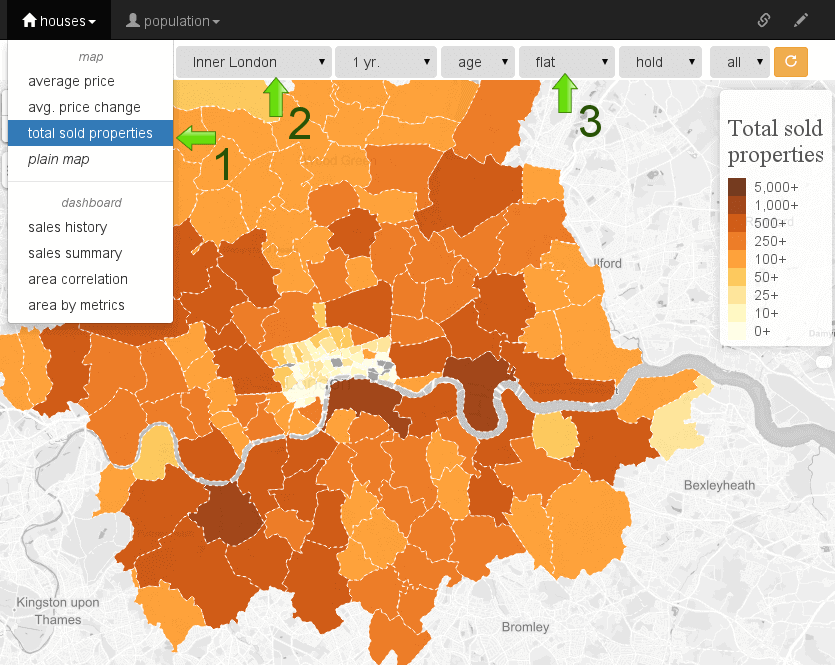 houses population
map
average price
avg. price change
total sold properties
plain map
dashboard
sales history
sales summary
area correlation
area by metrics
Inner London 1 yr. age flat hold all
1
2
3
Total sold
properties
5,000+
1,000+
500+
250+
100+
50+
25+
10+
0+
Ilford
Bexleyheath
Kingston upon
Thames
Bromley